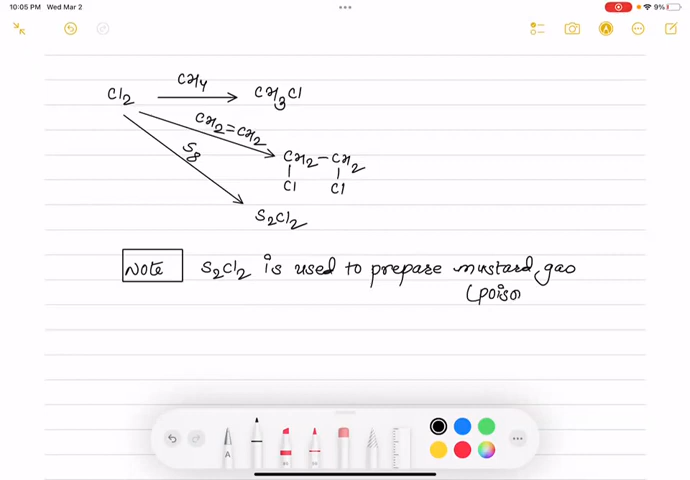 10:05 PM Wed Mar 2
9%
Cl2 CH4 CH3Cl
CH2=CH2
S8
CH2-CH2
Cl Cl
S2Cl2
Note S2Cl2 is used to prepare mustard gas
(poiso
A